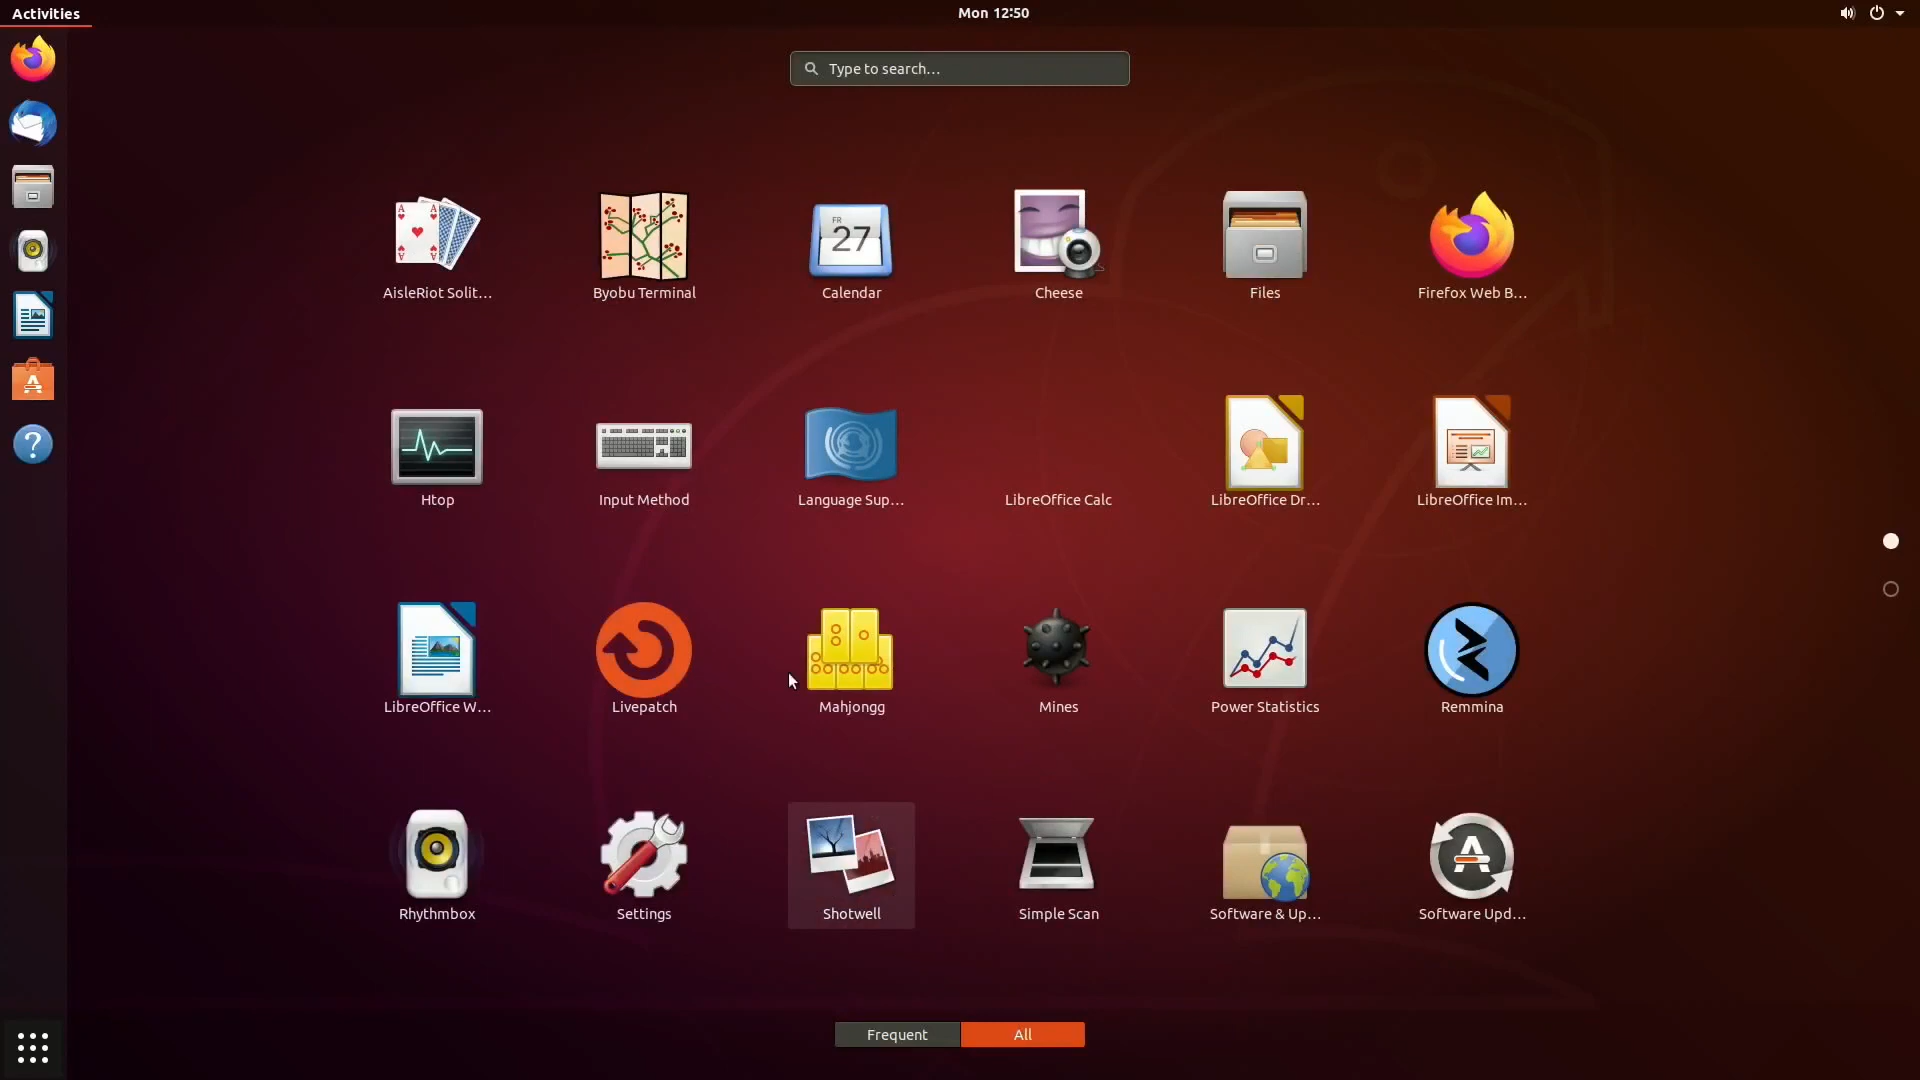 Activities
Mon 12:50
Type to search...
AisleRiot Solit...
Byobu Terminal
FR
27
Calendar
Cheese
Files
Firefox Web B...
Htop
Input Method
Language Sup...
LibreOffice Calc
LibreOffice Dr...
LibreOffice Im...
LibreOffice W...
Livepatch
Mahjongg
Mines
Power Statistics
Remmina
Rhythmbox
Settings
Shotwell
Simple Scan
Software & Up...
Software Upd...
Frequent
All